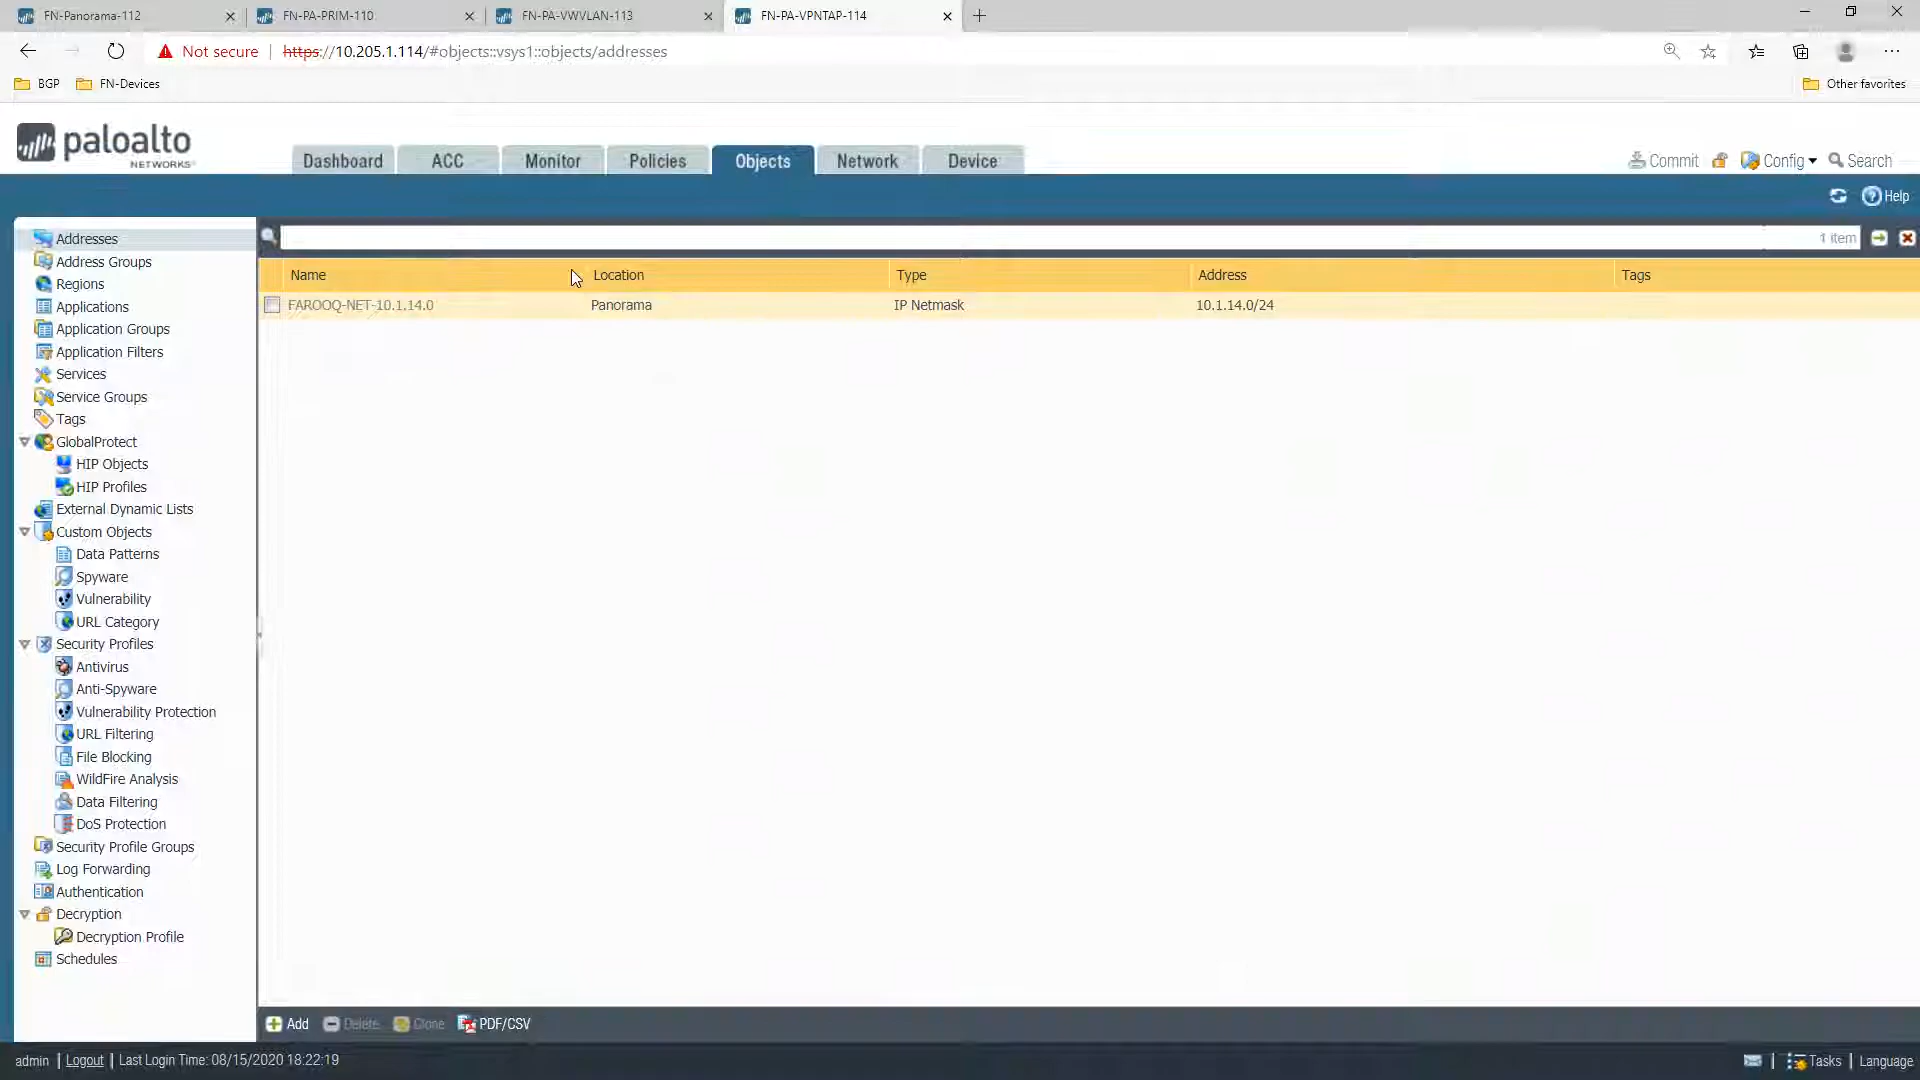 FN-Panorama-112
FN-PA-PRIM-110
FN-PA-VWVLAN-113
FN-PA-VPNTAP-114
Not secure | https://10.205.1.114/#objects::vsys1::objects/addresses
BGP
FN-Devices
Other favorites
paloalto
NETWORKS
Dashboard
ACC
Monitor
Policies
Objects
Network
Device
Commit
Config
Search
Help
Addresses
Address Groups
Regions
Applications
Application Groups
Application Filters
Services
Service Groups
Tags
GlobalProtect
HIP Objects
HIP Profiles
External Dynamic Lists
Custom Objects
Data Patterns
Spyware
Vulnerability
URL Category
Security Profiles
Antivirus
Anti-Spyware
Vulnerability Protection
URL Filtering
File Blocking
WildFire Analysis
Data Filtering
DoS Protection
Security Profile Groups
Log Forwarding
Authentication
Decryption
Decryption Profile
Schedules
1 item
Name Location Type Address Tags
FAROOQ-NET-10.1.14.0 Panorama IP Netmask 10.1.14.0/24
Add Delete Clone PDF/CSV
admin | Logout | Last Login Time: 08/15/2020 18:22:19
Tasks | Language